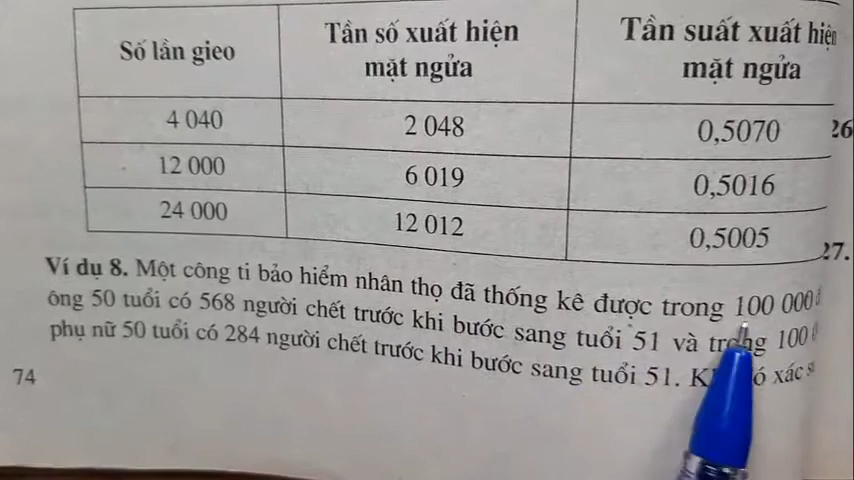 Số lần gieo
Tần số xuất hiện
mặt ngửa
Tần suất xuất hiện
mặt ngửa
4 040
2 048
0,5070
12 000
6 019
0,5016
24 000
12 012
0,5005
26
27.
Ví dụ 8. Một công ti bảo hiểm nhân thọ đã thống kê được trong 100 000
ông 50 tuổi có 568 người chết trước khi bước sang tuổi 51 và trong 100
phụ nữ 50 tuổi có 284 người chết trước khi bước sang tuổi 51. xác
74